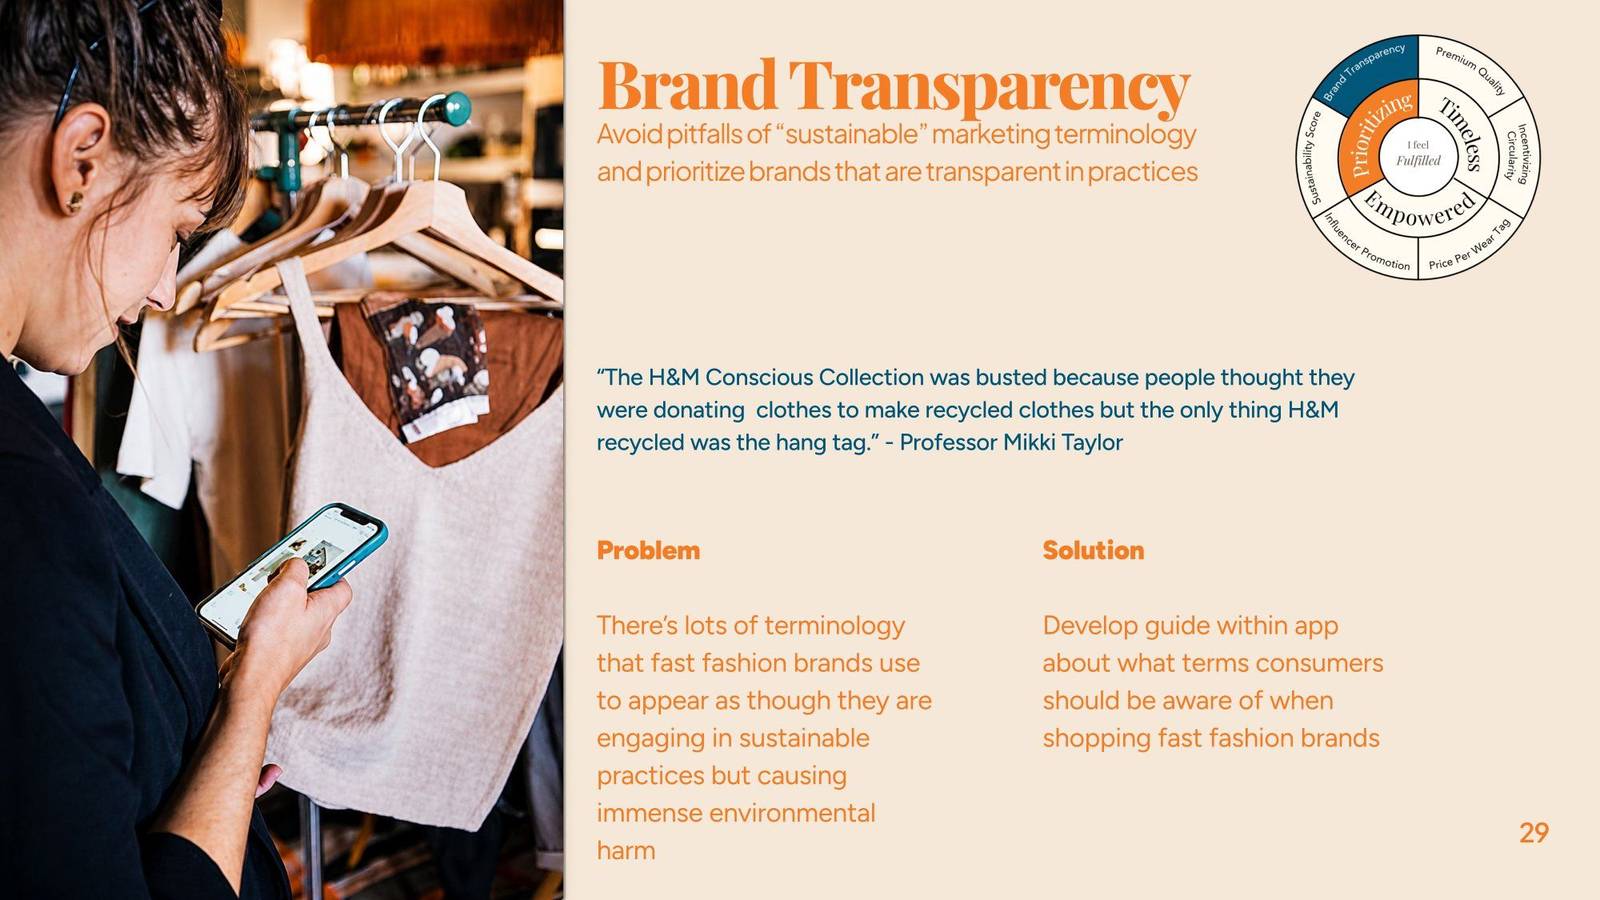 Brand Transparency
Avoid pitfalls of “sustainable” marketing terminology
and prioritize brands that are transparent in practices
Brand Transparency
Premium Quality
Incentivizing
Circularity
Price Per Wear Tag
Influencer Promotion
Sustainability Score
Prioritizing
Timeless
Empowered
I feel
Fulfilled
“The H&M Conscious Collection was busted because people thought they
were donating  clothes to make recycled clothes but the only thing H&M
recycled was the hang tag.” - Professor Mikki Taylor
Problem
There’s lots of terminology
that fast fashion brands use
to appear as though they are
engaging in sustainable
practices but causing
immense environmental
harm
Solution
Develop guide within app
about what terms consumers
should be aware of when
shopping fast fashion brands
29